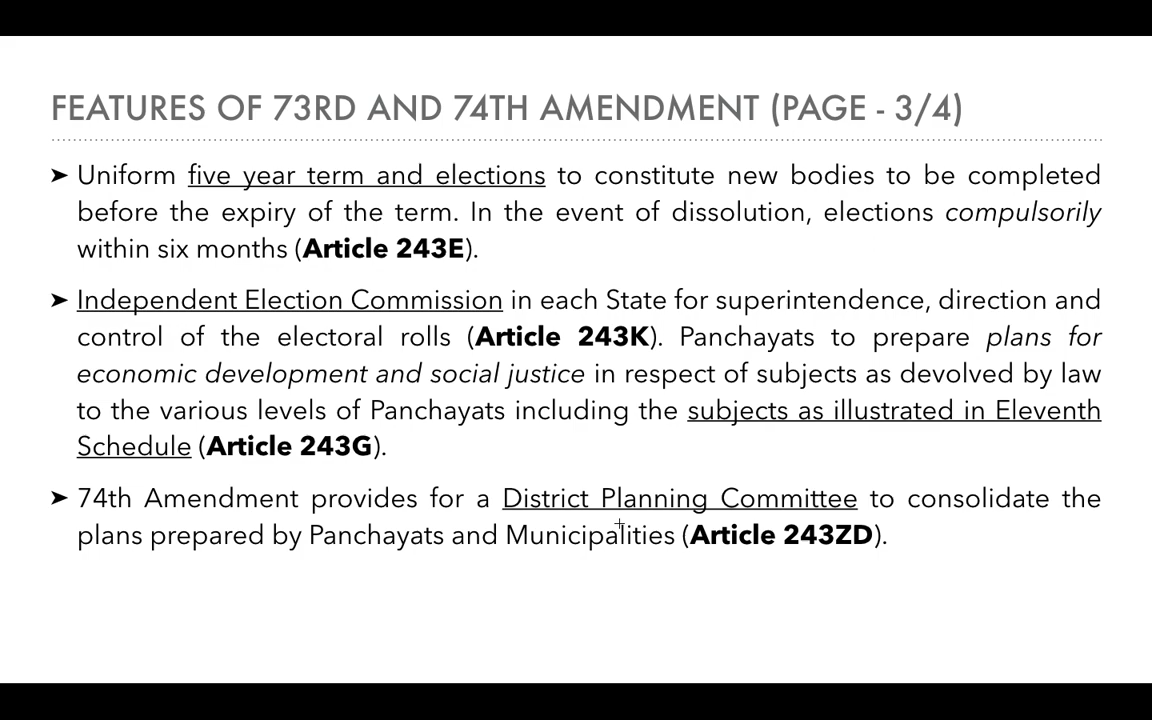 FEATURES OF 73RD AND 74TH AMENDMENT (PAGE - 3/4)
➤ Uniform five year term and elections to constitute new bodies to be completed
before the expiry of the term. In the event of dissolution, elections compulsorily
within six months (Article 243E).
➤ Independent Election Commission in each State for superintendence, direction and
control of the electoral rolls (Article 243K). Panchayats to prepare plans for
economic development and social justice in respect of subjects as devolved by law
to the various levels of Panchayats including the subjects as illustrated in Eleventh
Schedule (Article 243G).
➤ 74th Amendment provides for a District Planning Committee to consolidate the
plans prepared by Panchayats and Municipalities (Article 243ZD).